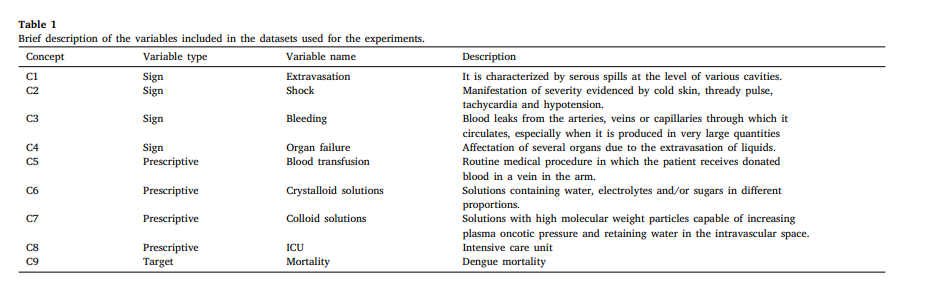 Table 1
Brief description of the variables included in the datasets used for the experiments.
Concept Variable type Variable name Description
C1 Sign Extravasation It is characterized by serous spills at the level of various cavities.
C2 Sign Shock Manifestation of severity evidenced by cold skin, thready pulse,
tachycardia and hypotension.
C3 Sign Bleeding Blood leaks from the arteries, veins or capillaries through which it
circulates, especially when it is produced in very large quantities
C4 Sign Organ failure Affectation of several organs due to the extravasation of liquids.
C5 Prescriptive Blood transfusion Routine medical procedure in which the patient receives donated
blood in a vein in the arm.
C6 Prescriptive Crystalloid solutions Solutions containing water, electrolytes and/or sugars in different
proportions.
C7 Prescriptive Colloid solutions Solutions with high molecular weight particles capable of increasing
plasma oncotic pressure and retaining water in the intravascular space.
C8 Prescriptive ICU Intensive care unit
C9 Target Mortality Dengue mortality